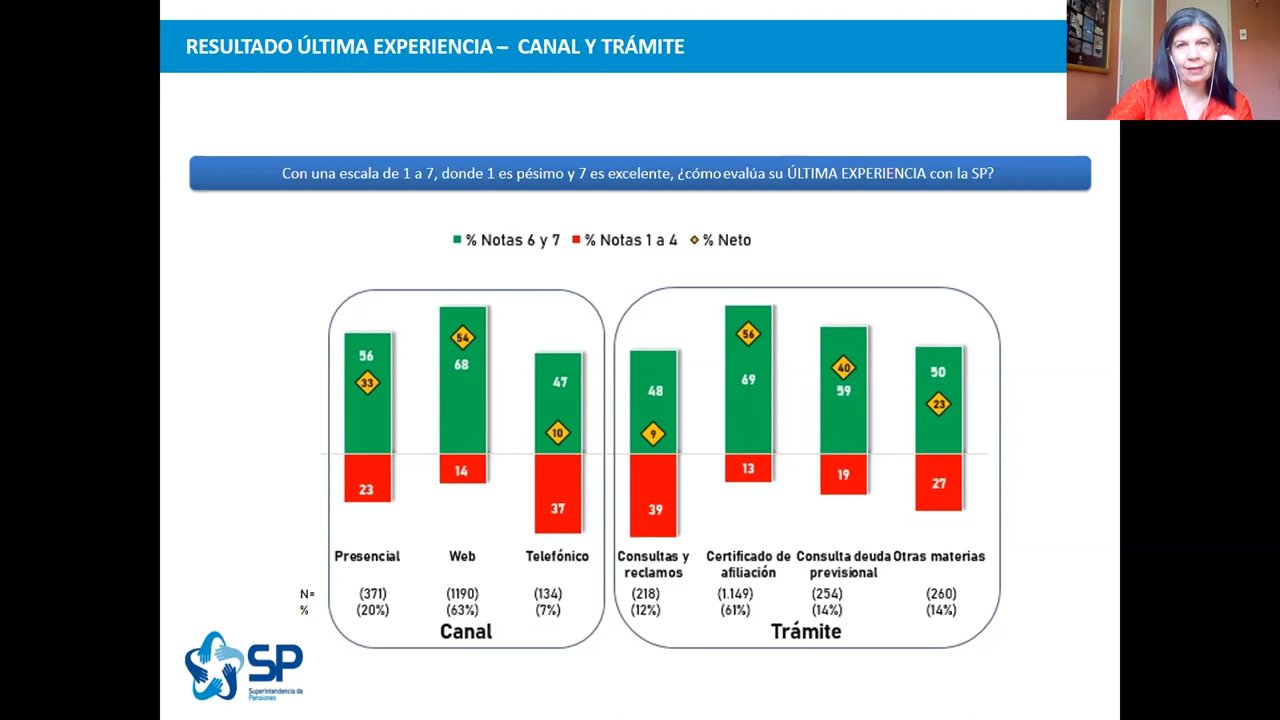 RESULTADO ÚLTIMA EXPERIENCIA – CANAL Y TRÁMITE
Con una escala de 1 a 7, donde 1 es pésimo y 7 es excelente, ¿cómo evalúa su ÚLTIMA EXPERIENCIA con la SP?
% Notas 6 y 7 % Notas 1 a 4 % Neto
56 33 23
54 68 14
47 10 37
48 9 39
56 69 13
40 59 19
50 23 27
Presencial Web Telefónico Consultas y reclamos Certificado de afiliación Consulta deuda previsional Otras materias
N= (371) (1190) (134) (218) (1.149) (254) (260)
% (20%) (63%) (7%) (12%) (61%) (14%) (14%)
Canal Trámite
SP
Superintendencia de
Pensiones